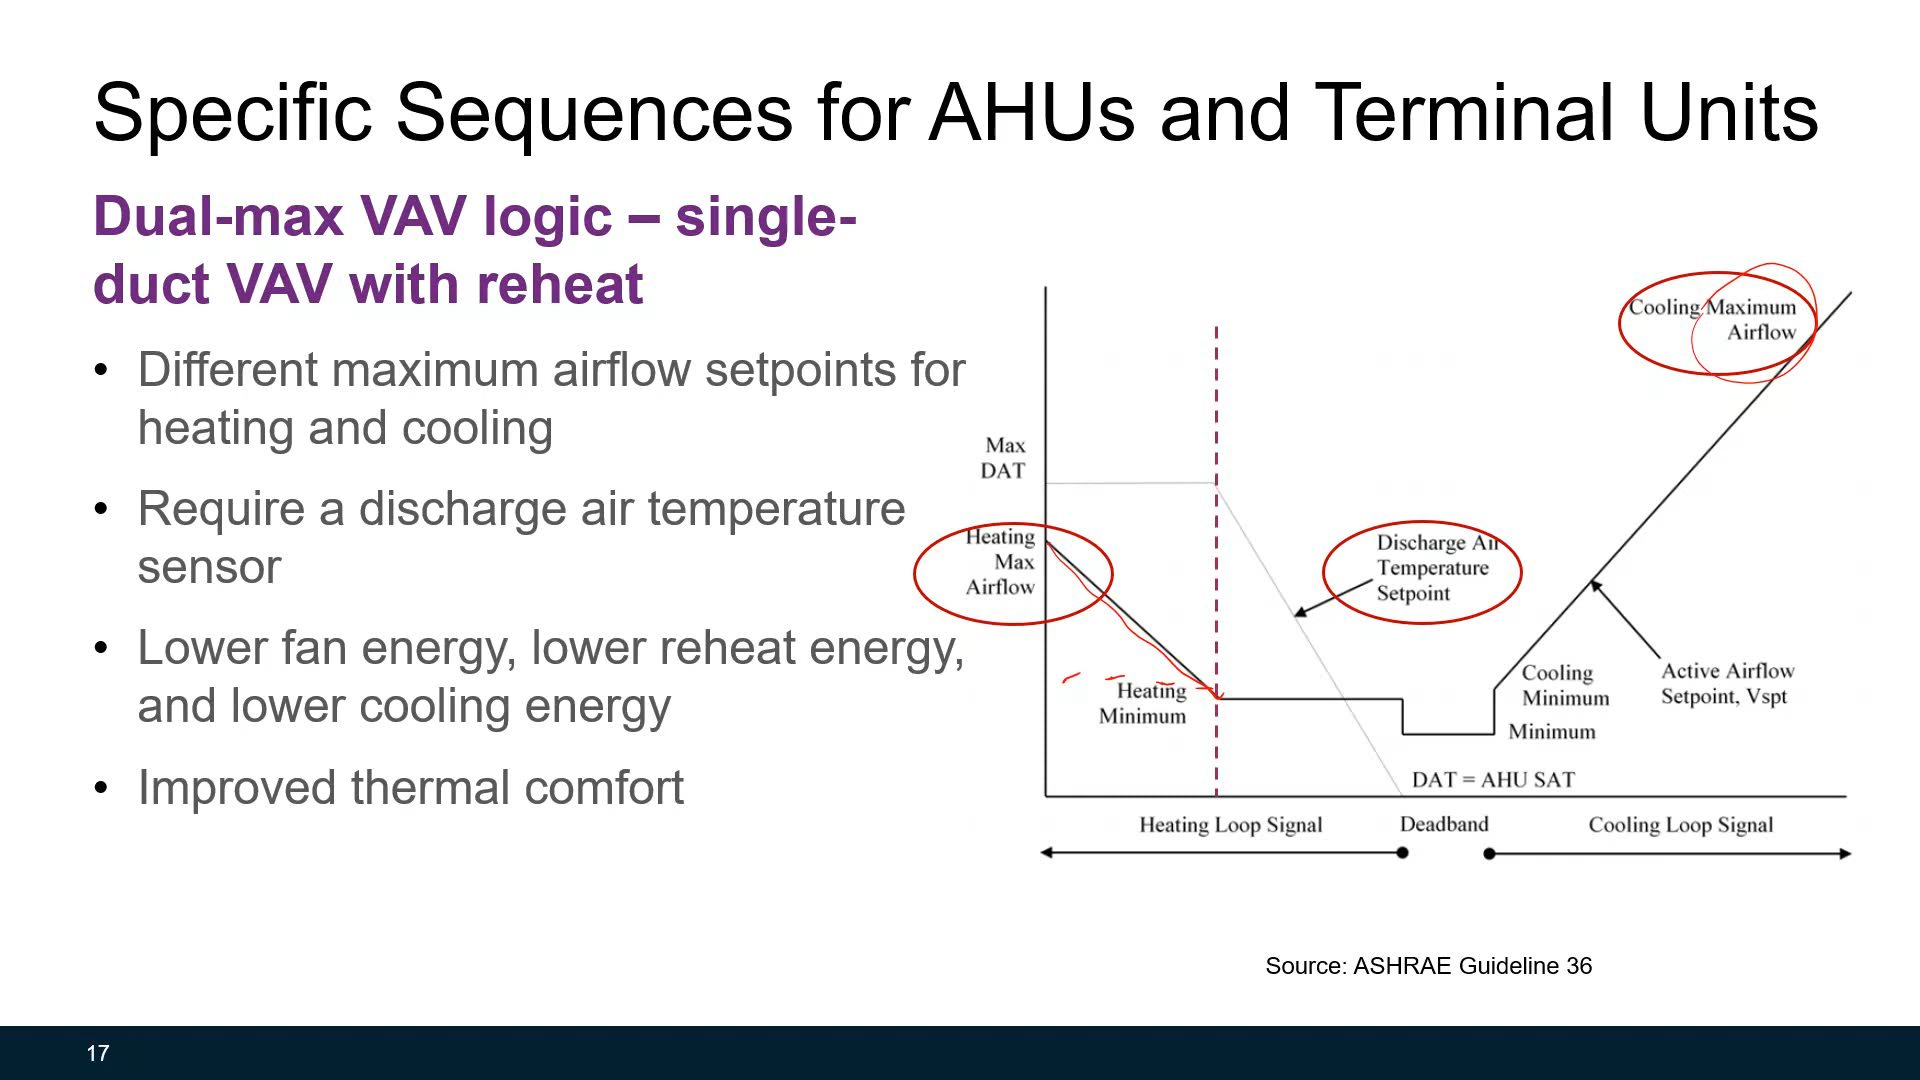 Specific Sequences for AHUs and Terminal Units
Dual-max VAV logic – single-
duct VAV with reheat
• Different maximum airflow setpoints for
heating and cooling
• Require a discharge air temperature
sensor
• Lower fan energy, lower reheat energy,
and lower cooling energy
• Improved thermal comfort
Cooling Maximum
Airflow
Max
DAT
Heating
Max
Airflow
Discharge Air
Temperature
Setpoint
Heating
Minimum
Cooling
Minimum
Minimum
Active Airflow
Setpoint, Vspt
DAT = AHU SAT
Heating Loop Signal
Deadband
Cooling Loop Signal
Source: ASHRAE Guideline 36
17